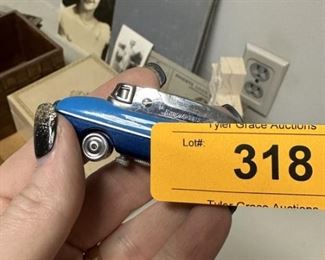 Tyler Grace Auctions
Lot#:
318
Tyler Grace Auctions